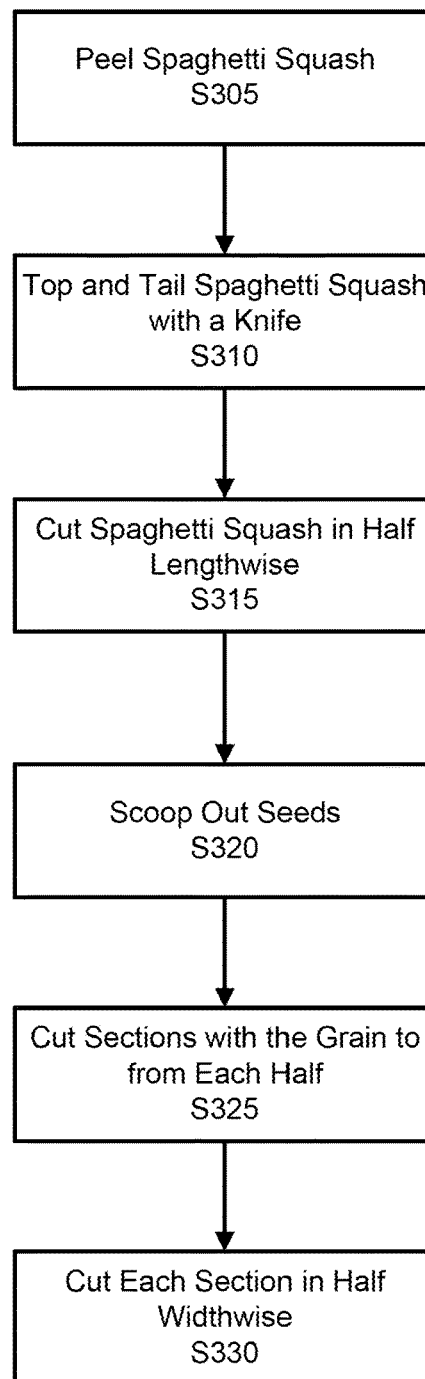 Peel Spaghetti Squash
S305
Top and Tail Spaghetti Squash
with a Knife
S310
Cut Spaghetti Squash in Half
Lengthwise
S315
Scoop Out Seeds
S320
Cut Sections with the Grain to
from Each Half
S325
Cut Each Section in Half
Widthwise
S330